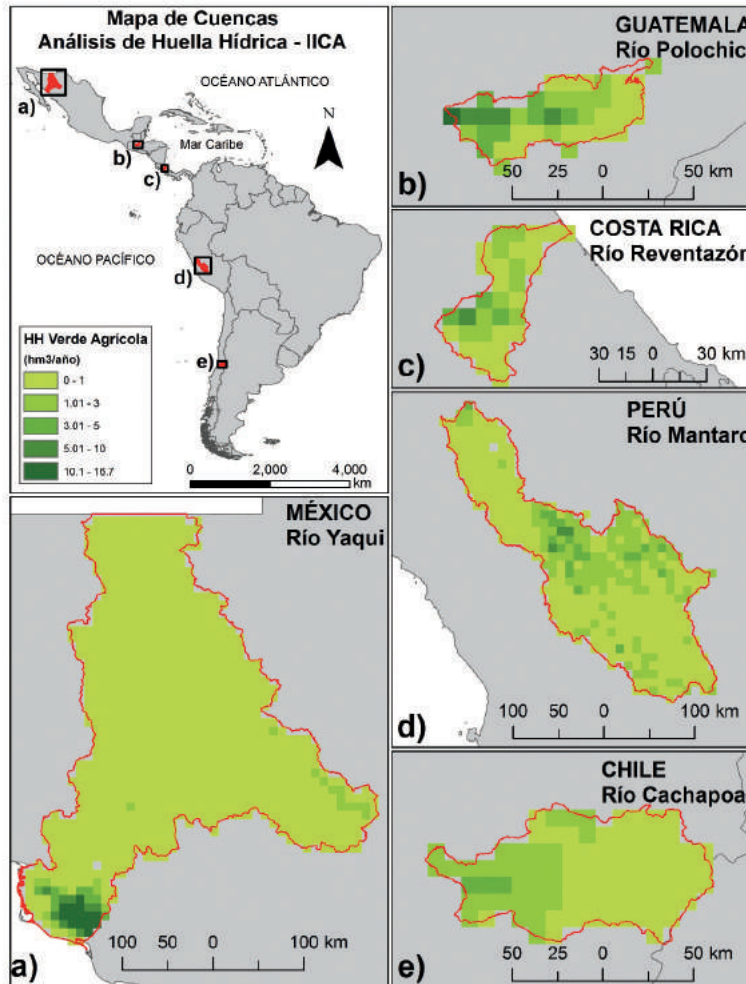 Mapa de Cuencas
Análisis de Huella Hídrica - IICA
OCÉANO ATLÁNTICO
a)
N
b)
Mar Caribe
c)
OCÉANO PACÍFICO
d)
e)
HH Verde Agrícola
(hm3/año)
0 - 1
1.01 - 3
3.01 - 5
5.01 - 10
10.1 - 16.7
0 2,000 4,000
km
GUATEMALA
Río Polochic
50 25 0 50 km
b)
COSTA RICA
Río Reventazón
30 15 0 30 km
c)
PERÚ
Río Mantaro
100 50 0 100 km
d)
MÉXICO
Río Yaqui
100 50 0 100 km
a)
CHILE
Río Cachapoa
50 25 0 50 km
e)